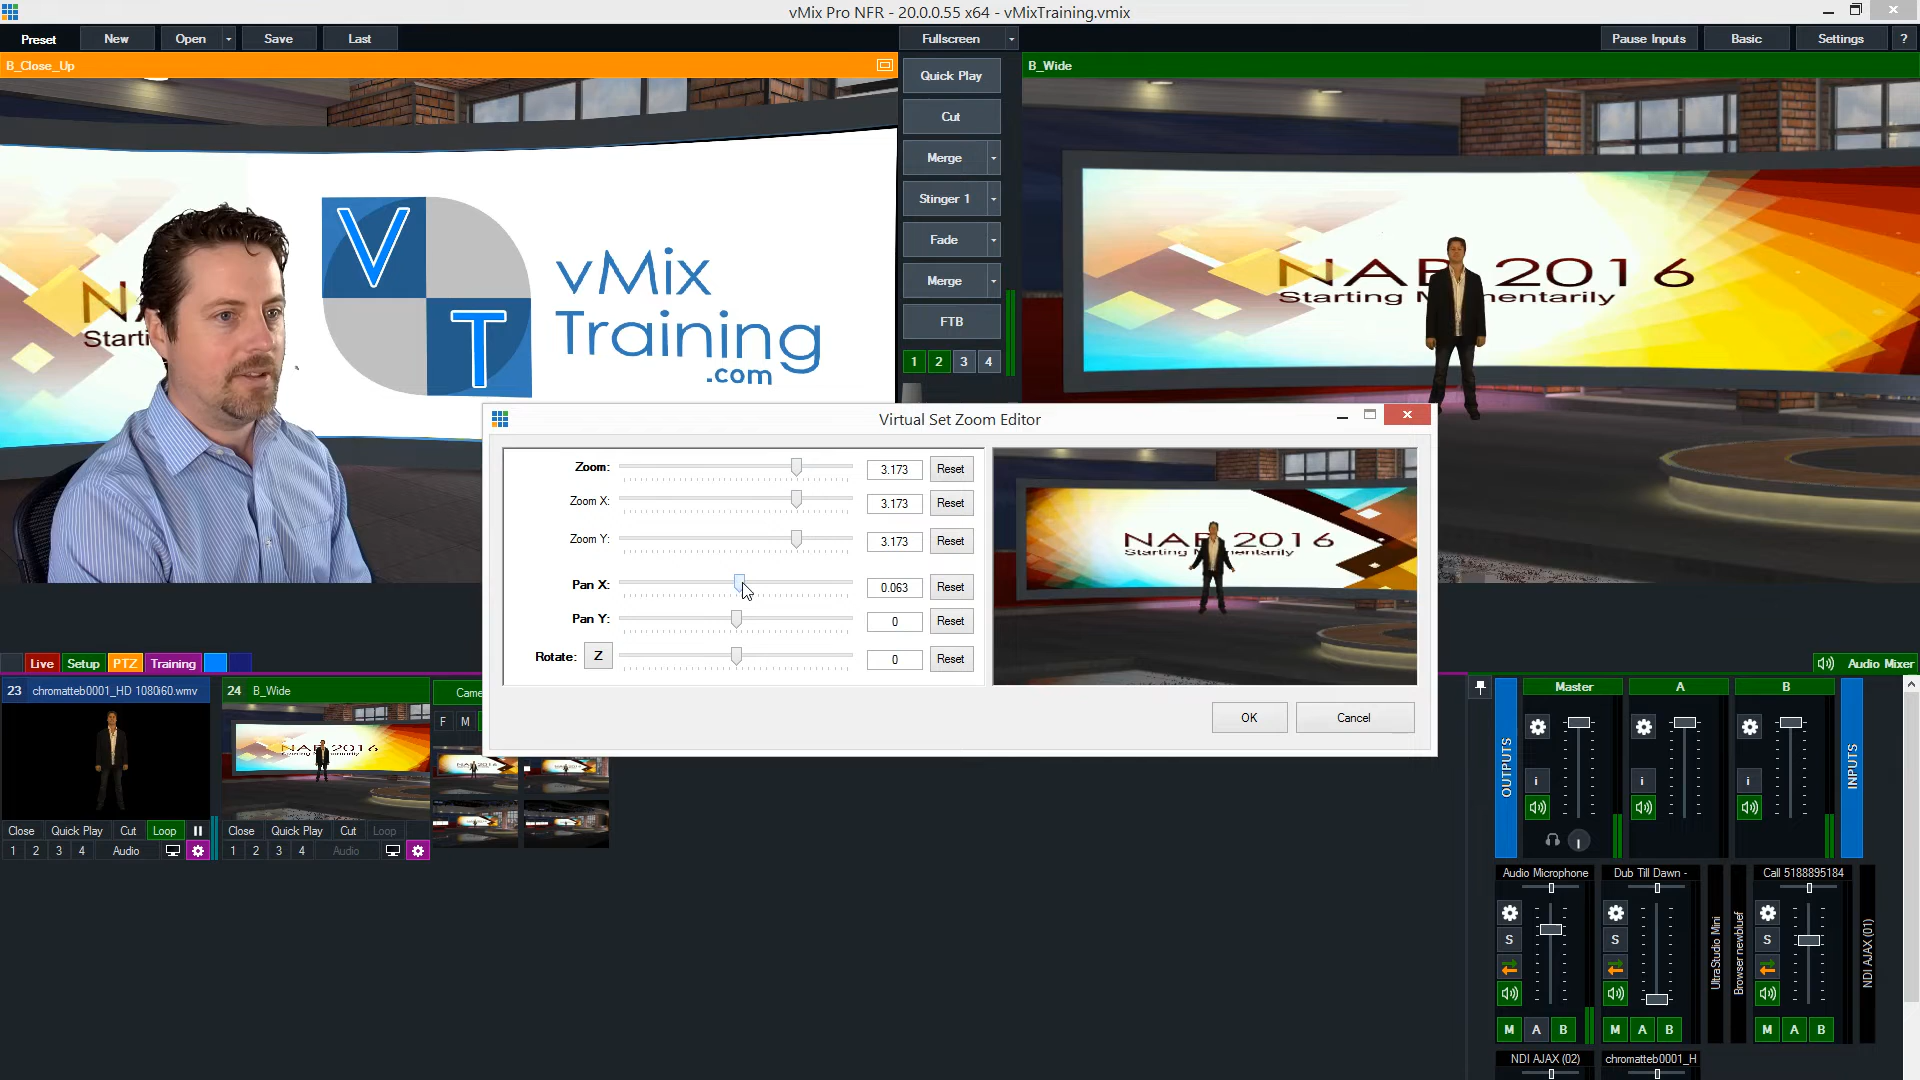 vMix Pro NFR - 20.0.0.55 x64 - vMixTraining.vmix
Preset New Open Save Last Fullscreen Pause Inputs Basic Settings ?
B_Close_Up
B_Wide
Quick Play
Cut
Merge
Stinger 1
Fade
Merge
FTB
1 2 3 4
V T
vMix
Training
.com
NA
Start
NAB 2016
Virtual Set Zoom Editor
Zoom: 3.173 Reset
Zoom X: 3.173 Reset
Zoom Y: 3.173 Reset
Pan X: 0.063 Reset
Pan Y: 0 Reset
Rotate: Z 0 Reset
OK Cancel
Live Setup PTZ Training
Audio Mixer
23 chromatteb0001_HD 1080i60.wmv
24 B_Wide
Came
F M
Close Quick Play Cut Loop
1 2 3 4 Audio
Close Quick Play Cut Loop
1 2 3 4 Audio
OUTPUTS
Master
A
B
INPUTS
i
i
i
Audio Microphone
Dub Till Dawn -
UltraStudio Mini
Browser newbluef
Call 5188895184
NDI AJAX (01)
S
S
S
M A B
M A B
M A B
NDI AJAX (02)
chromatteb0001_H